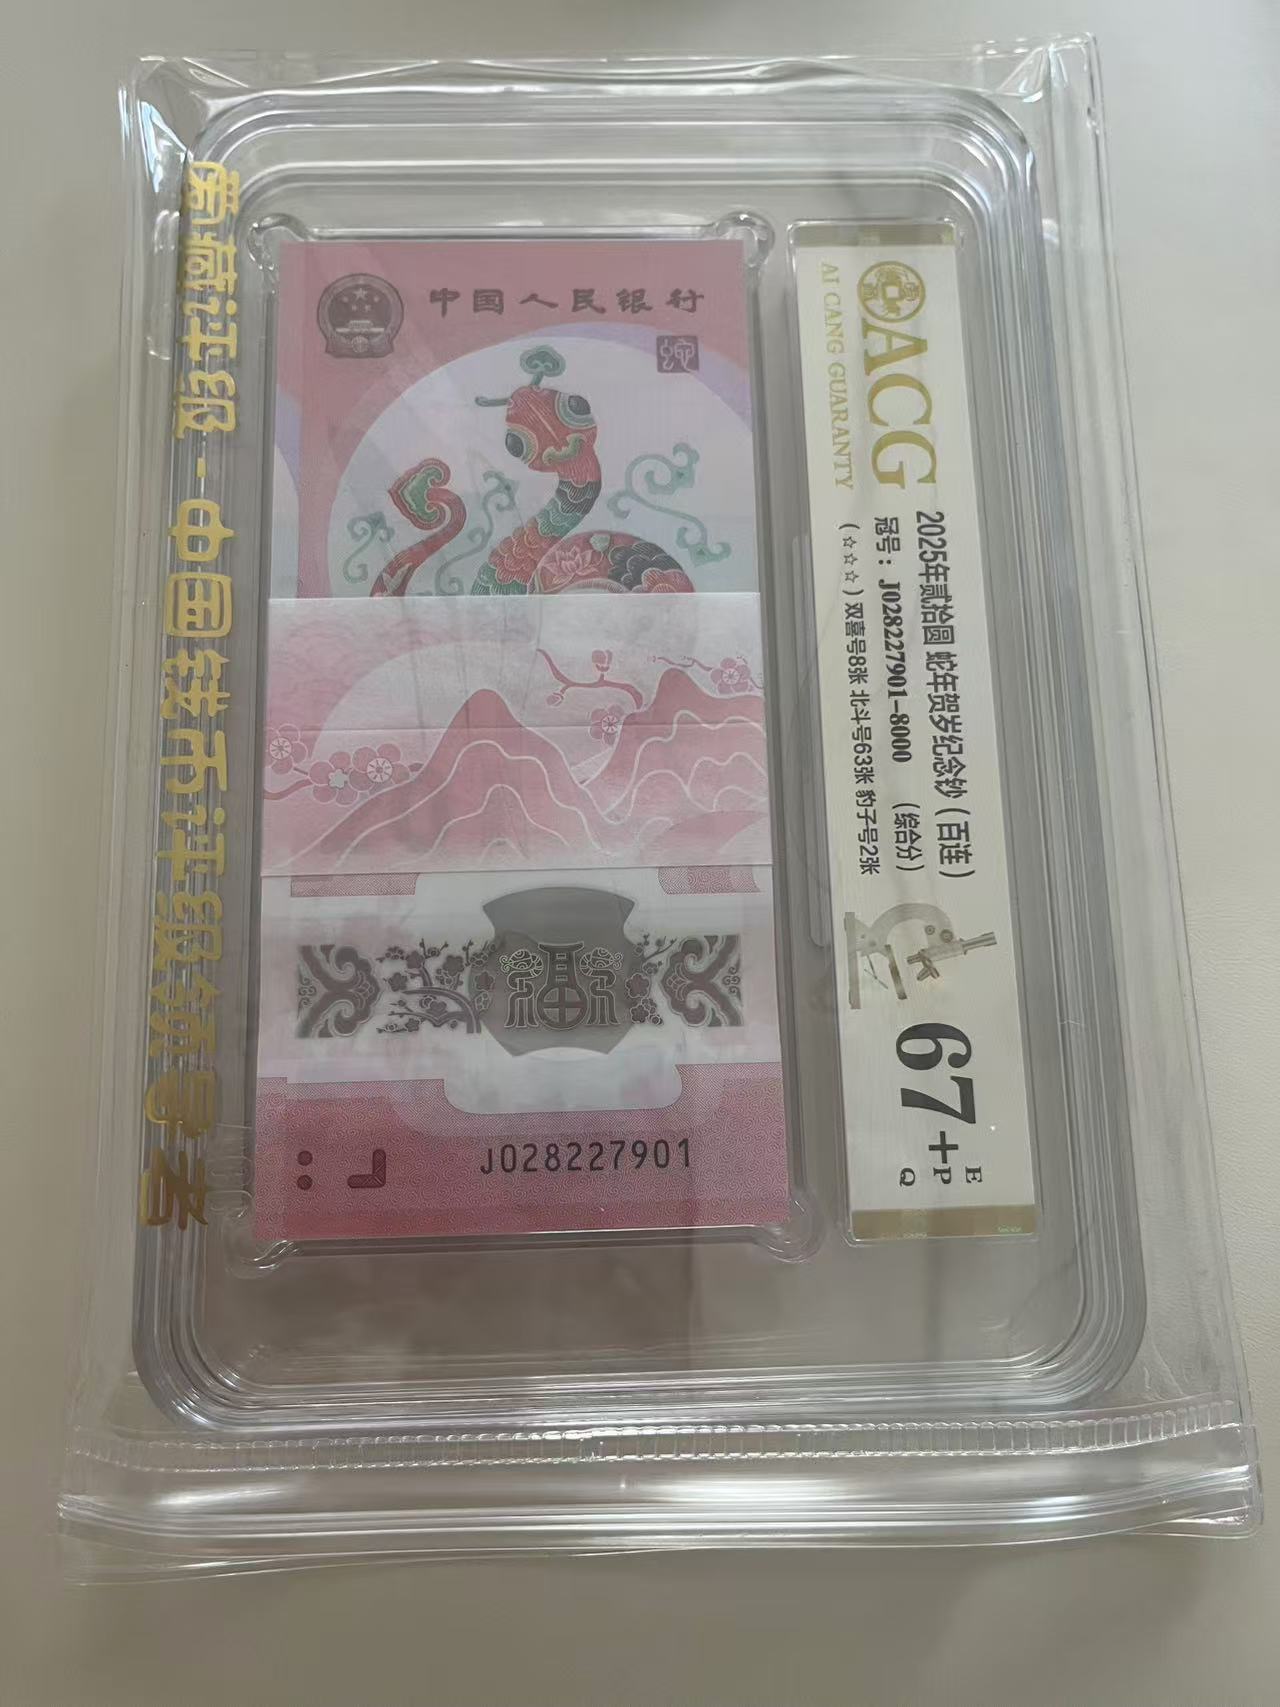 爱藏评级-中国钱币评级领导者
中国人民银行
蛇
福
J028227901
ACG
AI CANG GUARANTY
2025年贰拾圆 蛇年贺岁纪念钞（百连）
冠号：J028227901-8000 （综合分）
（☆☆☆）双喜号8张 北斗号63张 豹子号2张
67+
E
P
Q